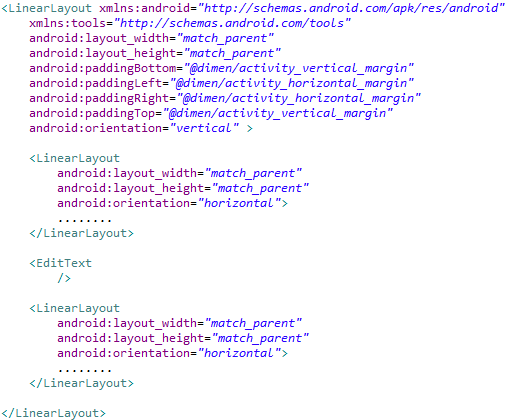 <LinearLayout xmlns:android="http://schemas.android.com/apk/res/android"
    xmlns:tools="http://schemas.android.com/tools"
    android:layout_width="match_parent"
    android:layout_height="match_parent"
    android:paddingBottom="@dimen/activity_vertical_margin"
    android:paddingLeft="@dimen/activity_horizontal_margin"
    android:paddingRight="@dimen/activity_horizontal_margin"
    android:paddingTop="@dimen/activity_vertical_margin"
    android:orientation="vertical" >

    <LinearLayout
        android:layout_width="match_parent"
        android:layout_height="match_parent"
        android:orientation="horizontal">
        ........
    </LinearLayout>

    <EditText
        />

    <LinearLayout
        android:layout_width="match_parent"
        android:layout_height="match_parent"
        android:orientation="horizontal">
        ........
    </LinearLayout>

</LinearLayout>